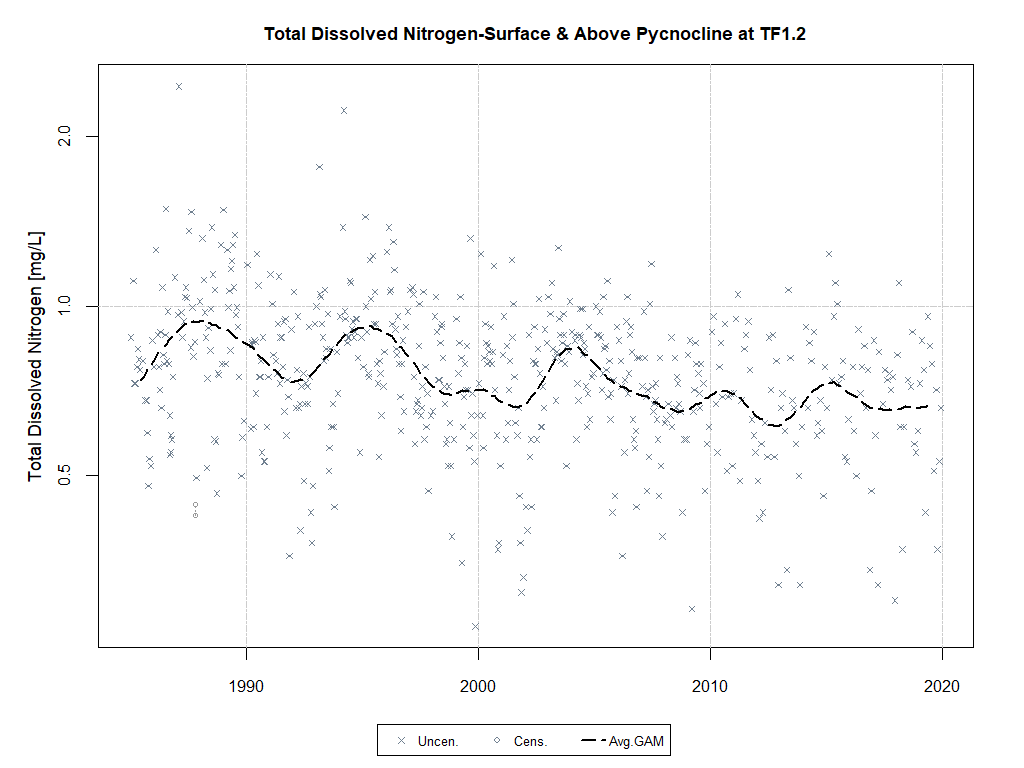 Total Dissolved Nitrogen-Surface & Above Pycnocline at TF1.2
Total Dissolved Nitrogen [mg/L]
2.0
1.0
0.5
1990 2000 2010 2020
Uncen. Cens. Avg.GAM